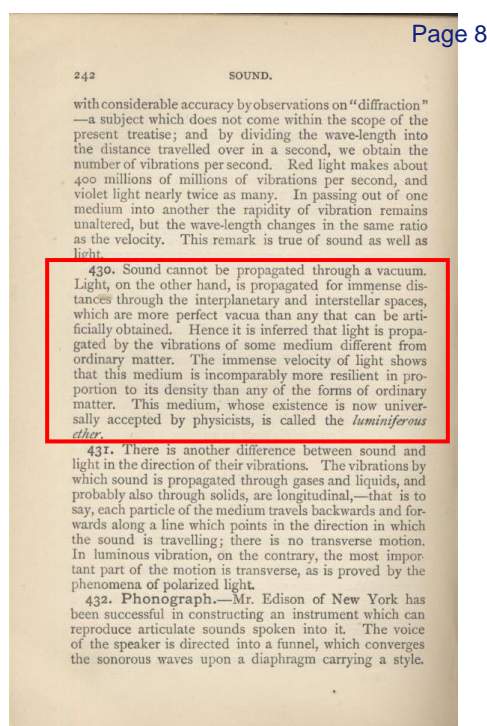 Page 8
242 SOUND.
with considerable accuracy by observations on "diffraction"
—a subject which does not come within the scope of the
present treatise; and by dividing the wave-length into
the distance travelled over in a second, we obtain the
number of vibrations per second. Red light makes about
400 millions of millions of vibrations per second, and
violet light nearly twice as many. In passing out of one
medium into another the rapidity of vibration remains
unaltered, but the wave-length changes in the same ratio
as the velocity. This remark is true of sound as well as
light.
430. Sound cannot be propagated through a vacuum.
Light, on the other hand, is propagated for immense dis-
tances through the interplanetary and interstellar spaces,
which are more perfect vacua than any that can be arti-
ficially obtained. Hence it is inferred that light is propa-
gated by the vibrations of some medium different from
ordinary matter. The immense velocity of light shows
that this medium is incomparably more resilient in pro-
portion to its density than any of the forms of ordinary
matter. This medium, whose existence is now univer-
sally accepted by physicists, is called the luminiferous
ether.
431. There is another difference between sound and
light in the direction of their vibrations. The vibrations by
which sound is propagated through gases and liquids, and
probably also through solids, are longitudinal,—that is to
say, each particle of the medium travels backwards and for-
wards along a line which points in the direction in which
the sound is travelling; there is no transverse motion.
In luminous vibration, on the contrary, the most impor-
tant part of the motion is transverse, as is proved by the
phenomena of polarized light.
432. Phonograph.—Mr. Edison of New York has
been successful in constructing an instrument which can
reproduce articulate sounds spoken into it. The voice
of the speaker is directed into a funnel, which converges
the sonorous waves upon a diaphragm carrying a style.